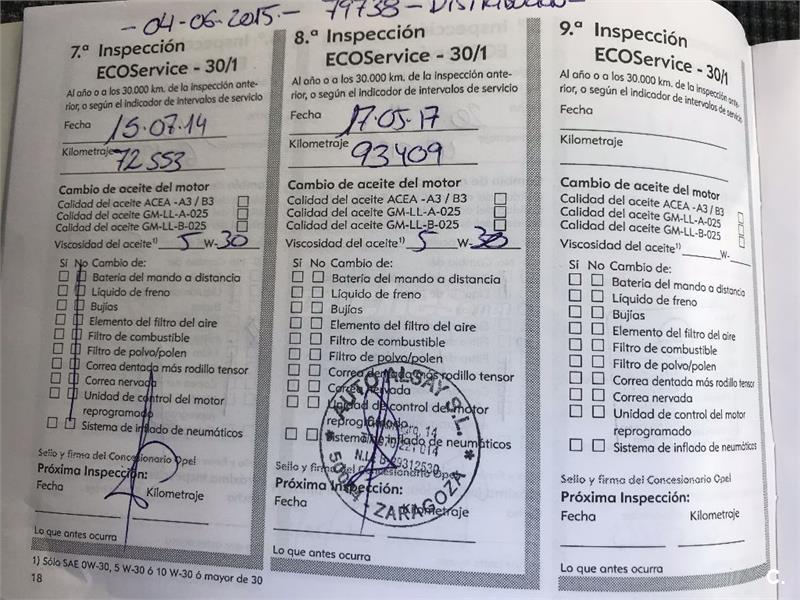 - 04-06-2015.- 79738 - DISTRIBUCION -
7.ª Inspección
ECOService - 30/1
Al año o a los 30.000 km. de la inspección ante-
rior, o según el indicador de intervalos de servicio
Fecha 15.07.14
Kilometraje 72553
Cambio de aceite del motor
Calidad del aceite ACEA -A3 / B3
Calidad del aceite GM-LL-A-025
Calidad del aceite GM-LL-B-025
Viscosidad del aceite1) 5 W-30
Sí No Cambio de:
Batería del mando a distancia
Líquido de freno
Bujías
Elemento del filtro del aire
Filtro de combustible
Filtro de polvo/polen
Correa dentada más rodillo tensor
Correa nervada
Unidad de control del motor
reprogramado
Sistema de inflado de neumáticos
Sello y firma del Concesionario Opel
Próxima Inspección:
Fecha Kilometraje
Lo que antes ocurra
1) Sólo SAE 0W-30, 5 W-30 ó 10 W-30 ó mayor de 30
18
8.ª Inspección
ECOService - 30/1
Al año o a los 30.000 km. de la inspección ante-
rior, o según el indicador de intervalos de servicio
Fecha 17.05.17
Kilometraje 93409
Cambio de aceite del motor
Calidad del aceite ACEA -A3 / B3
Calidad del aceite GM-LL-A-025
Calidad del aceite GM-LL-B-025
Viscosidad del aceite1) 5 W-30
Sí No Cambio de:
Batería del mando a distancia
Líquido de freno
Bujías
Elemento del filtro del aire
Filtro de combustible
Filtro de polvo/polen
Correa dentada más rodillo tensor
Correa nervada
Unidad de control del motor
reprogramado
Sistema de inflado de neumáticos
Sello y firma del Concesionario Opel
Próxima Inspección:
Fecha Kilometraje
Lo que antes ocurra
AUTO ALSAY S.L.
ZARAGOZA
9.ª Inspección
ECOService - 30/1
Al año o a los 30.000 km. de la inspección ante-
rior, o según el indicador de intervalos de servicio
Fecha
Kilometraje
Cambio de aceite del motor
Calidad del aceite ACEA -A3 / B3
Calidad del aceite GM-LL-A-025
Calidad del aceite GM-LL-B-025
Viscosidad del aceite1) W-
Sí No Cambio de:
Batería del mando a distancia
Líquido de freno
Bujías
Elemento del filtro del aire
Filtro de combustible
Filtro de polvo/polen
Correa dentada más rodillo tensor
Correa nervada
Unidad de control del motor
reprogramado
Sistema de inflado de neumáticos
Sello y firma del Concesionario Opel
Próxima Inspección:
Fecha Kilometraje
Lo que antes ocurra
C.